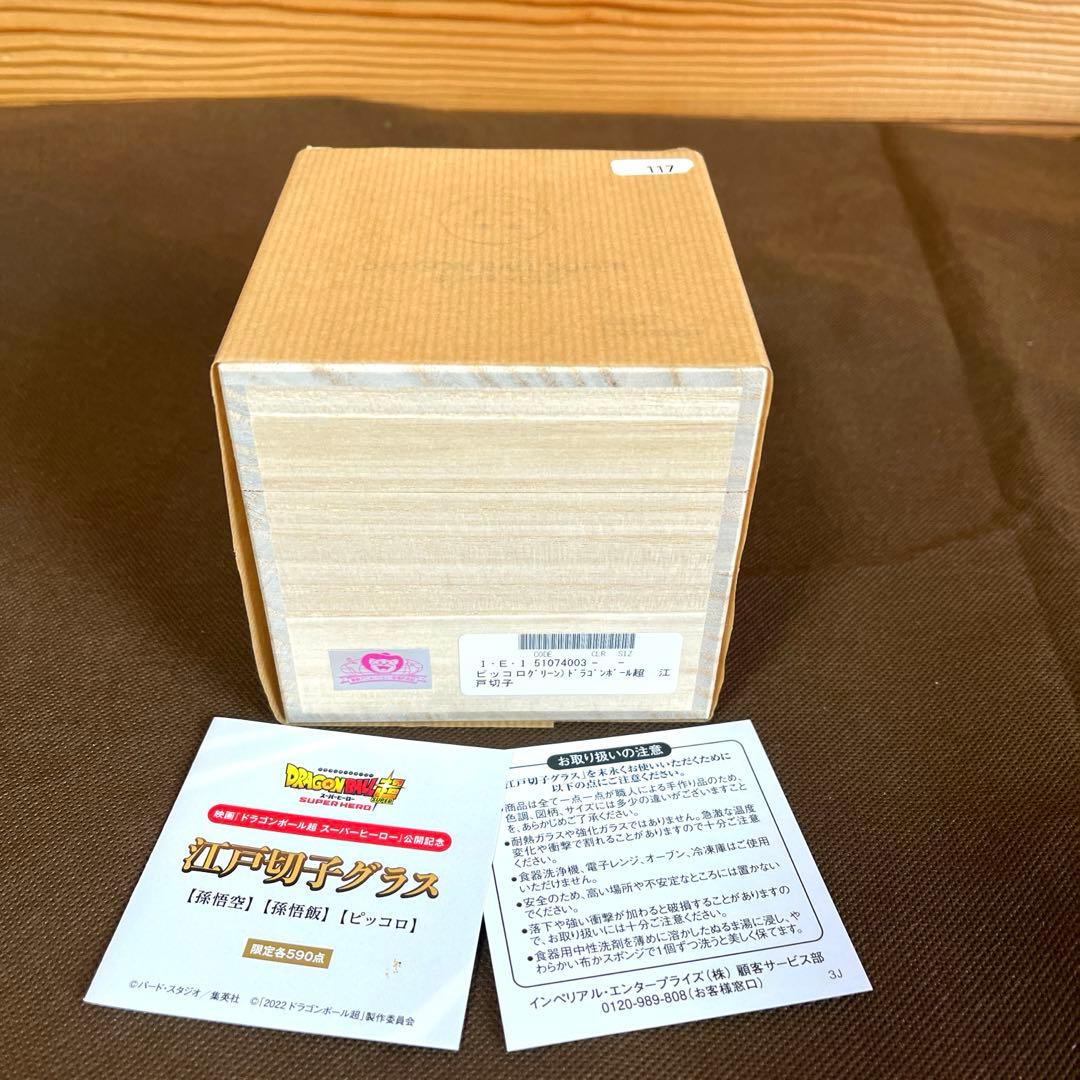 117
DRAGON BALL SUPER
CODE CLR SIZ
I・E・I 51074003- -
ピッコログリーン)ドラゴンボール超 江
戸切子
DRAGON BALL超
スーパーヒーロー
SUPER HERO
映画「ドラゴンボール超 スーパーヒーロー」公開記念
江戸切子グラス
【孫悟空】【孫悟飯】【ピッコロ】
限定各590点
©バード・スタジオ/集英社 ©「2022 ドラゴンボール超」製作委員会
お取り扱いの注意
江戸切子グラス」を末永くお使いいただくために
以下の点にご注意ください。
商品は全て一点一点が職人による手作り品のため、
色調、図柄、サイズには多少の違いがございますこと
を、あらかじめご了承ください。
●耐熱ガラスや強化ガラスではありません。急激な温度
変化や衝撃で割れることがありますので十分ご注意
ください。
●食器洗浄機、電子レンジ、オーブン、冷凍庫はご使用
いただけません。
●安全のため、高い場所や不安定なところには置かない
でください。
●落下や強い衝撃が加わると破損することがありますの
で、お取り扱いには十分ご注意ください。
●食器用中性洗剤を薄めに溶かしたぬるま湯に浸し、や
わらかい布かスポンジで1個ずつ洗うと美しく保てます。
インペリアル・エンタープライズ(株) 顧客サービス部
0120-989-808(お客様窓口)
3J